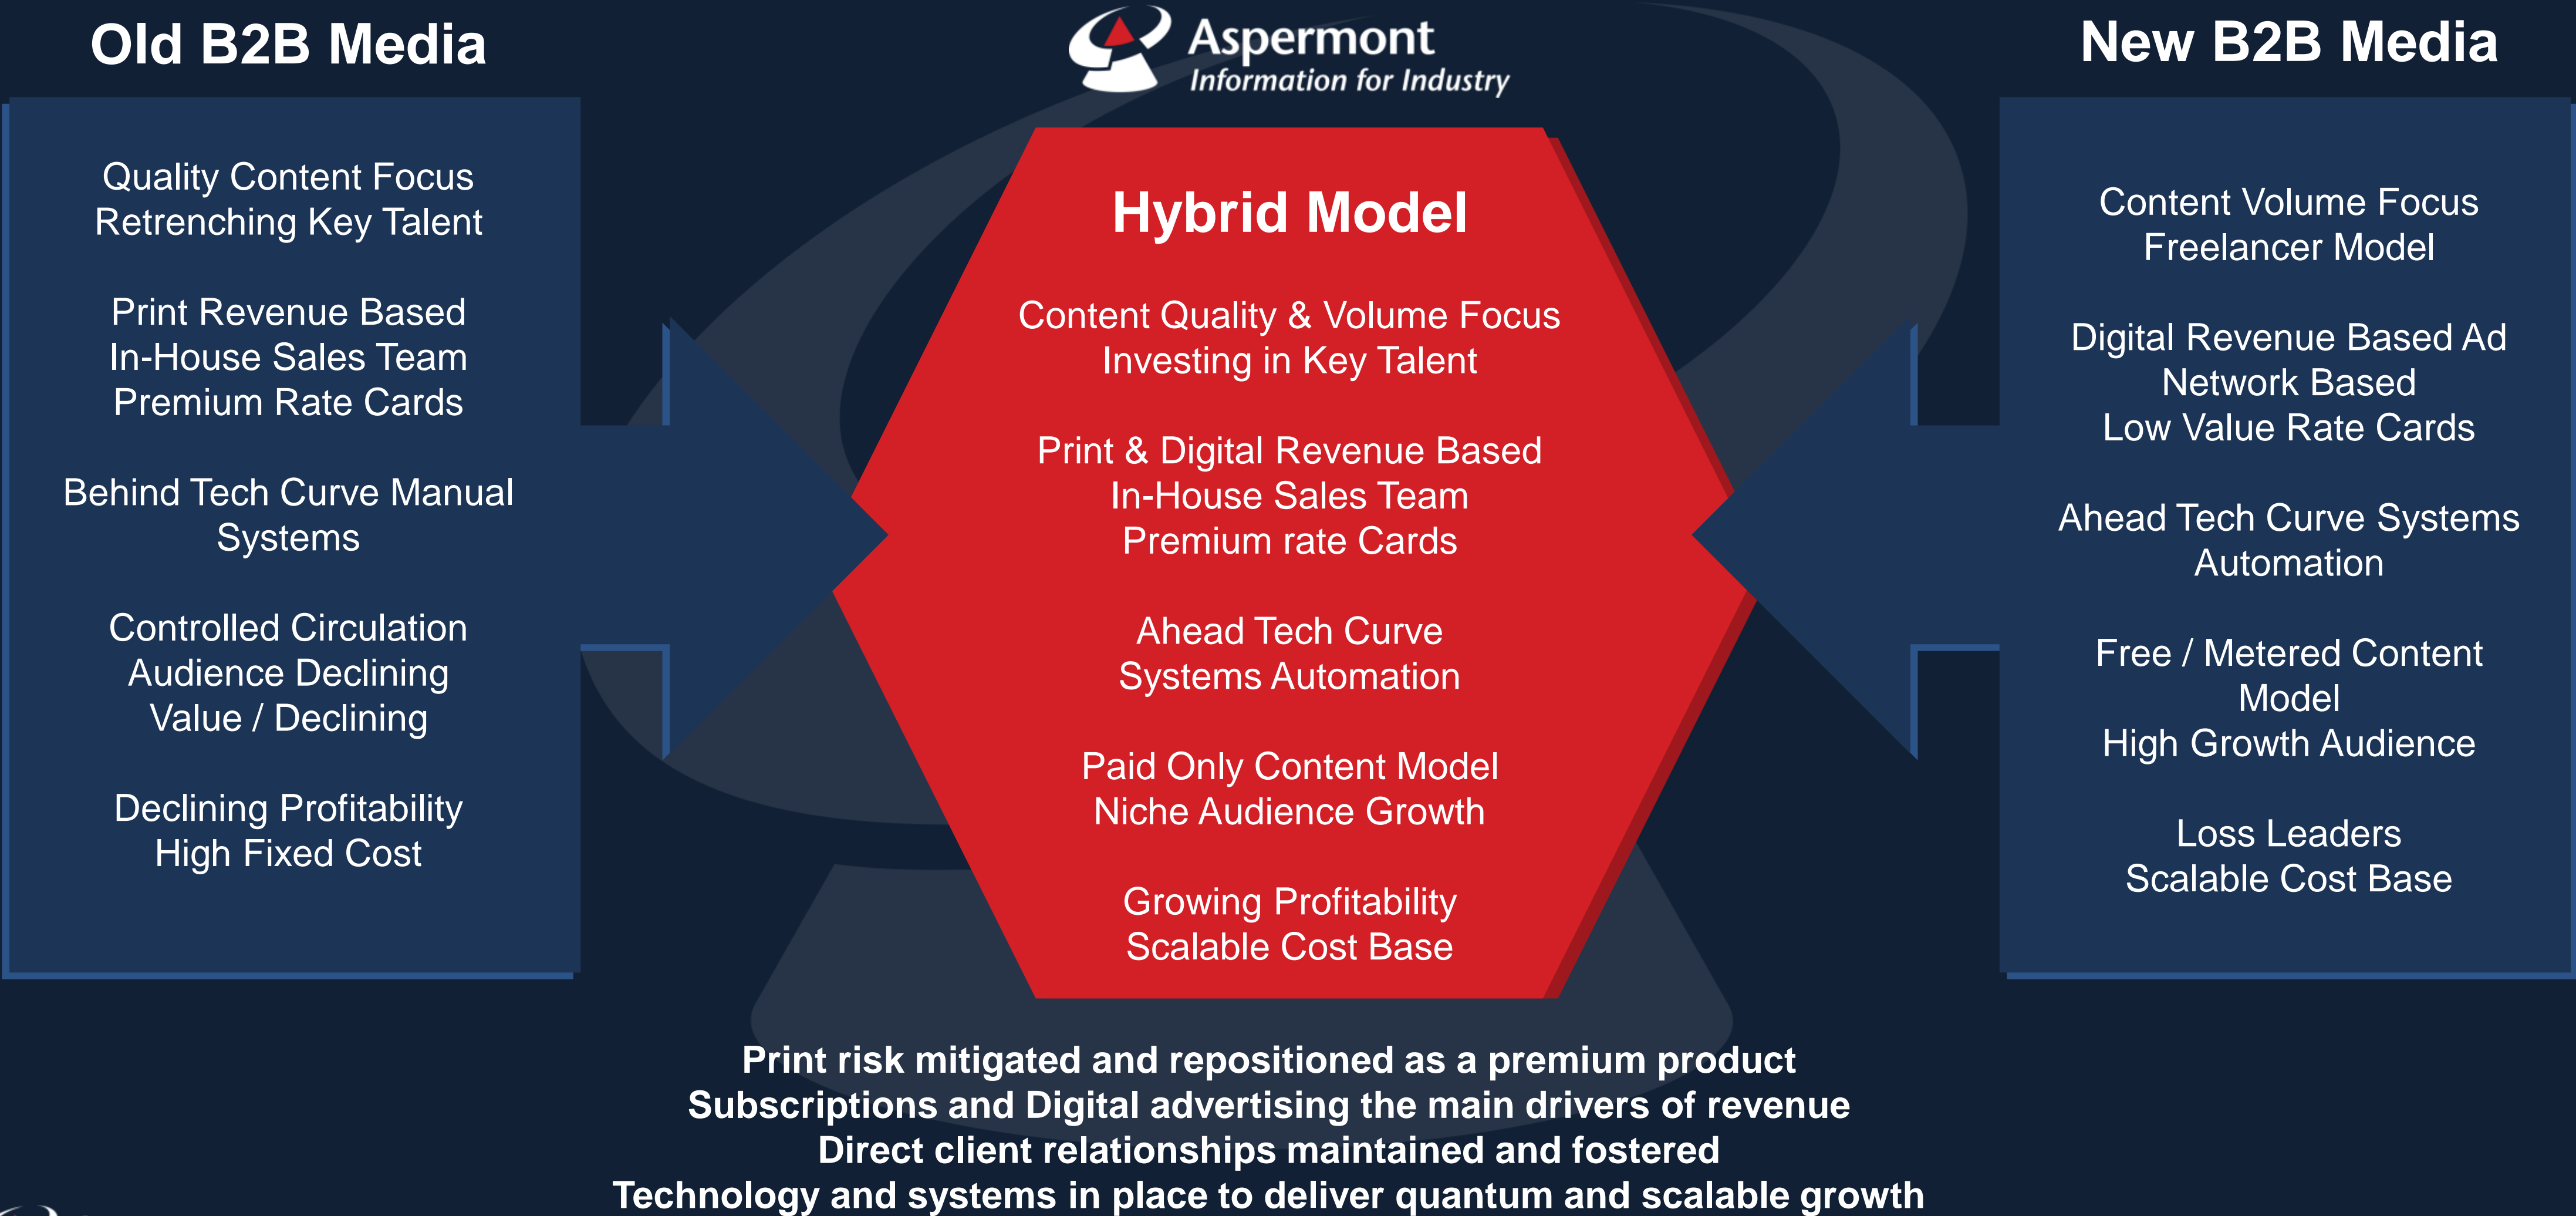 Old B2B Media
Quality Content Focus
Retrenching Key Talent
Print Revenue Based
In-House Sales Team
Premium Rate Cards
Behind Tech Curve Manual
Systems
Controlled Circulation
Audience Declining
Value / Declining
Declining Profitability
High Fixed Cost
Aspermont
Information for Industry
Hybrid Model
Content Quality & Volume Focus
Investing in Key Talent
Print & Digital Revenue Based
In-House Sales Team
Premium rate Cards
Ahead Tech Curve
Systems Automation
Paid Only Content Model
Niche Audience Growth
Growing Profitability
Scalable Cost Base
New B2B Media
Content Volume Focus
Freelancer Model
Digital Revenue Based Ad
Network Based
Low Value Rate Cards
Ahead Tech Curve Systems
Automation
Free / Metered Content
Model
High Growth Audience
Loss Leaders
Scalable Cost Base
Print risk mitigated and repositioned as a premium product
Subscriptions and Digital advertising the main drivers of revenue
Direct client relationships maintained and fostered
Technology and systems in place to deliver quantum and scalable growth